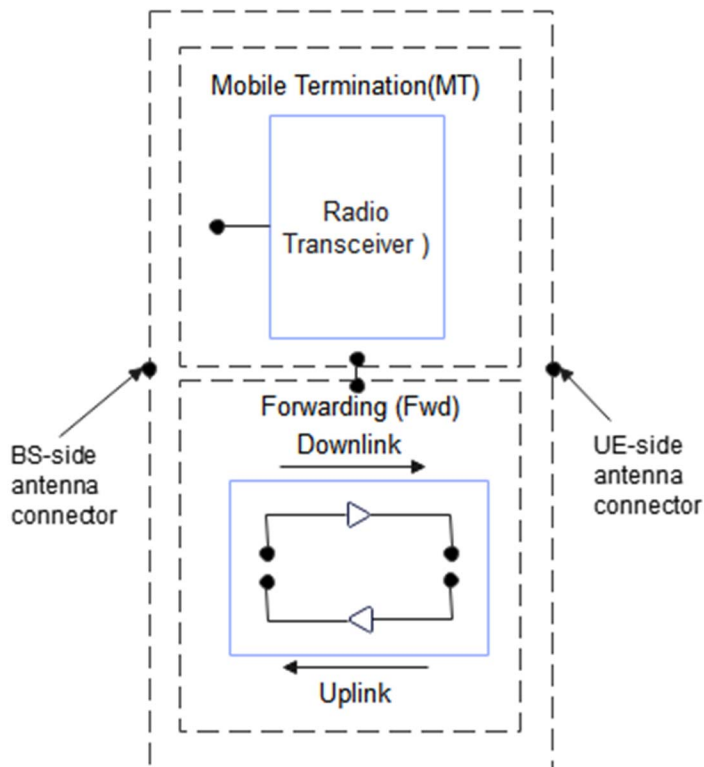 Mobile Termination(MT)
Radio
Transceiver )
Forwarding (Fwd)
Downlink
BS-side
antenna
connector
UE-side
antenna
connector
Uplink